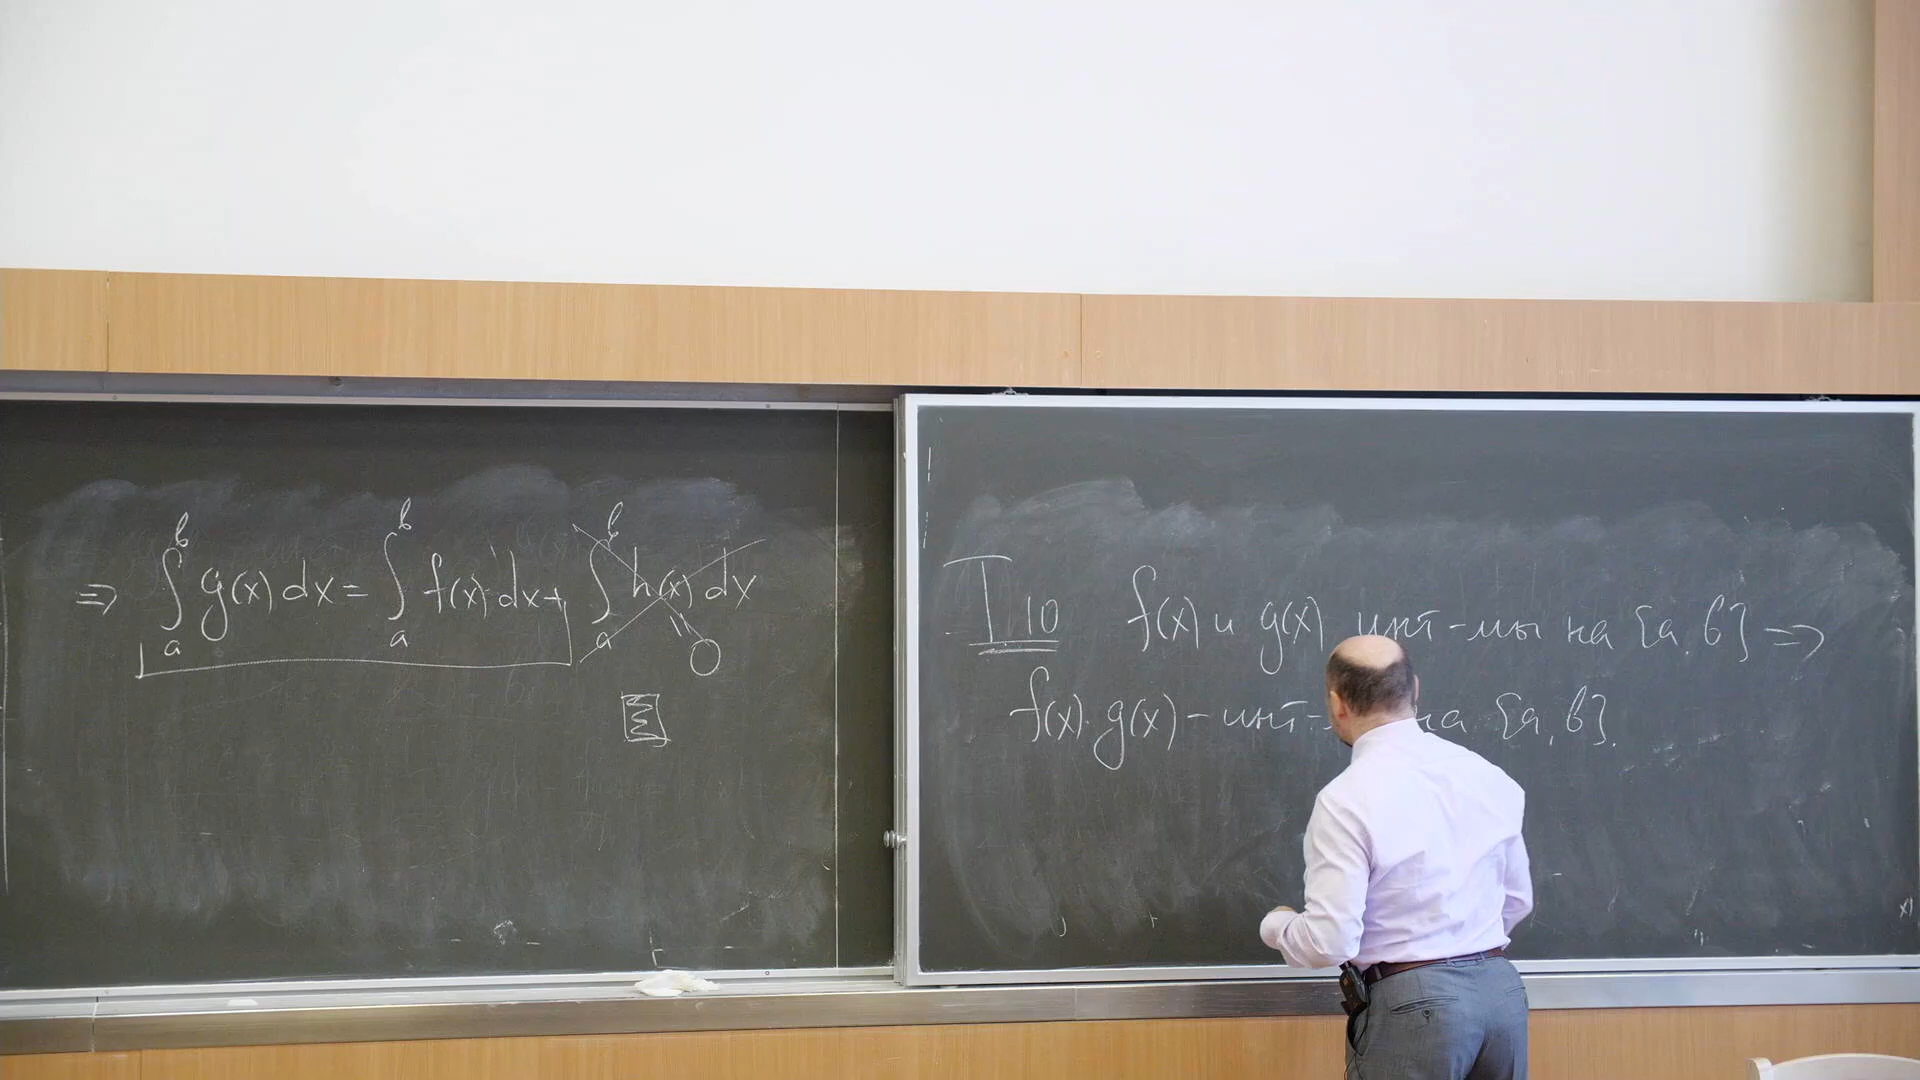 ⇒ ∫ₐᵇ g(x) dx = ∫ₐᵇ f(x) dx + ∫ₐᵇ h(x) dx
0
T 10 f(x) и g(x) инт-мы на [a, b] ⇒
f(x)·g(x) – инт- на [a, b].